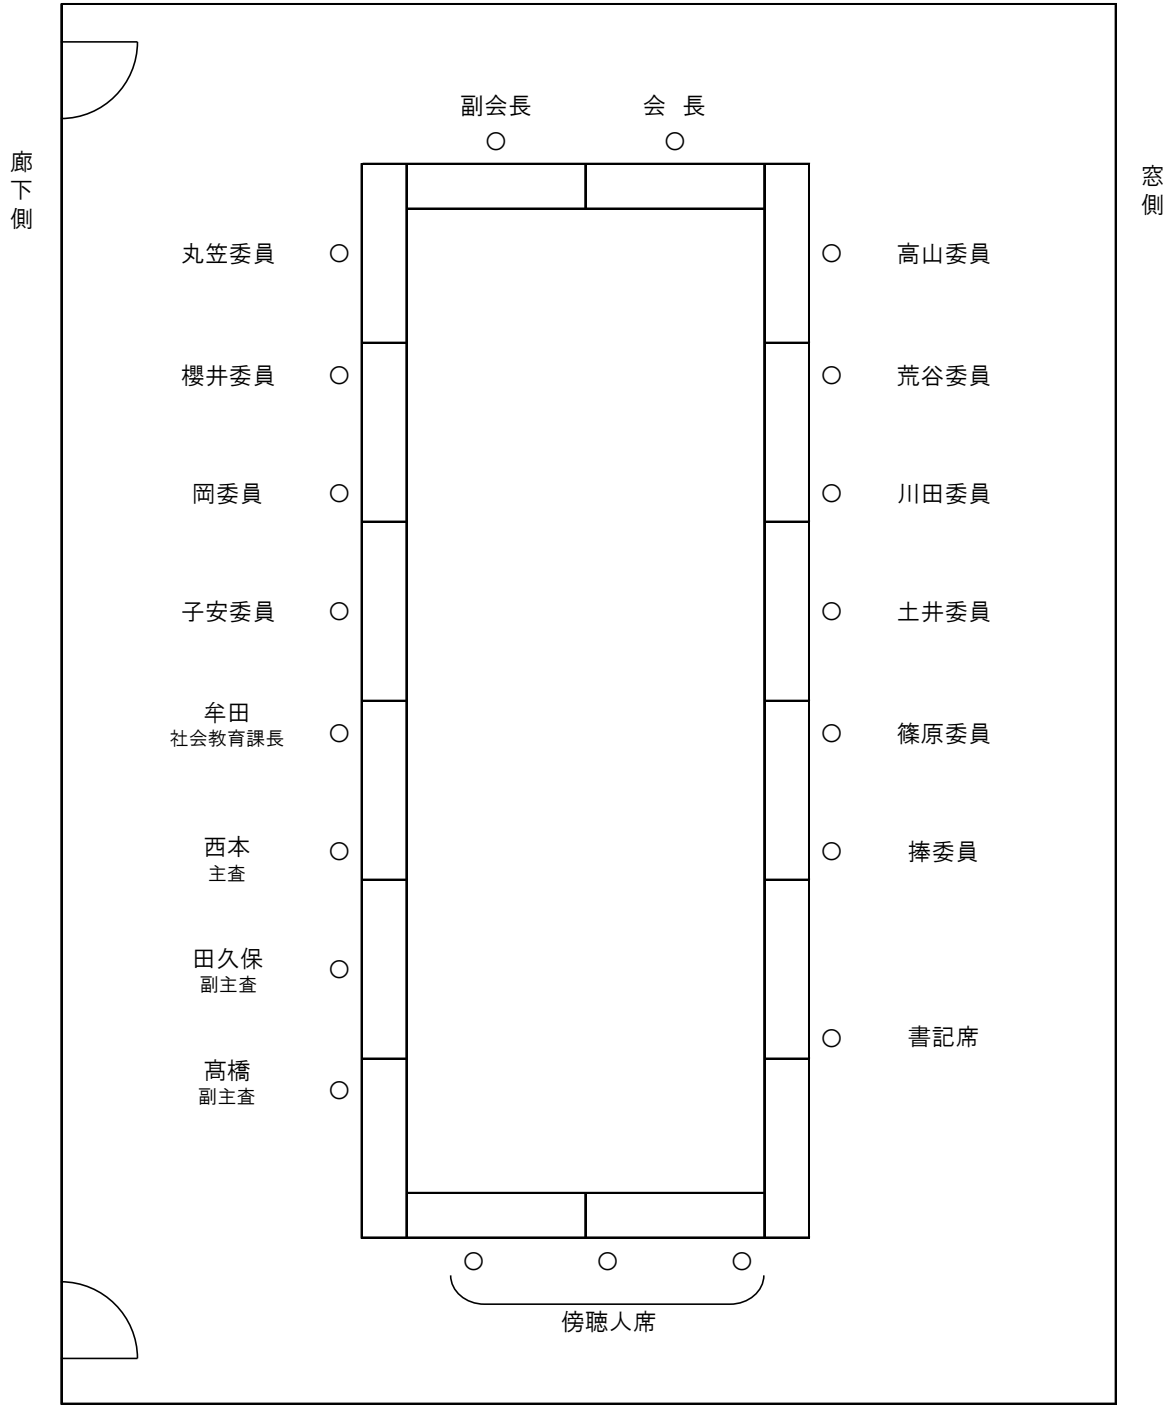 副会長
会 長
廊下側
窓側
丸笠委員
高山委員
櫻井委員
荒谷委員
岡委員
川田委員
子安委員
土井委員
牟田
社会教育課長
篠原委員
西本
主査
捧委員
田久保
副主査
書記席
髙橋
副主査
傍聴人席